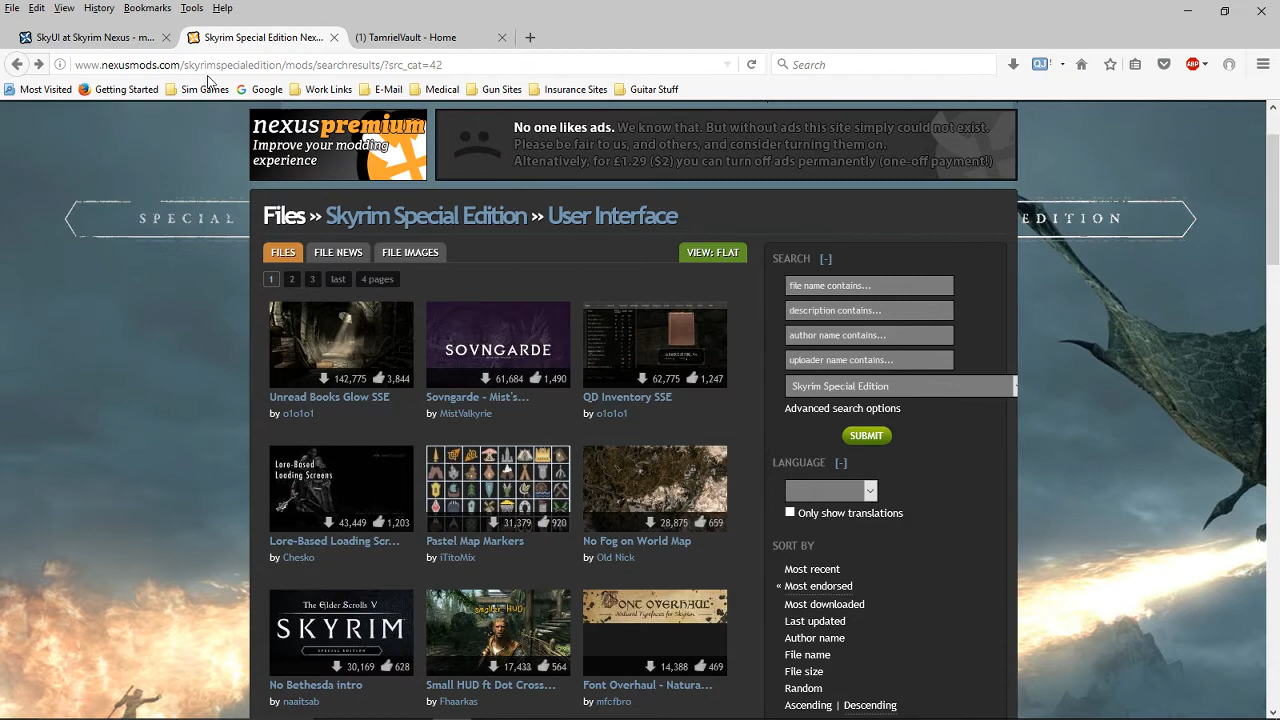 File Edit View History Bookmarks Tools Help
SkyUI at Skyrim Nexus - m...
Skyrim Special Edition Nex...
(1) TamrielVault - Home
www.nexusmods.com/skyrimspecialedition/mods/searchresults/?src_cat=42
Search
Most Visited Getting Started Sim Games Google Work Links E-Mail Medical Gun Sites Insurance Sites Guitar Stuff
nexuspremium
Improve your modding
experience
No one likes ads. We know that. But without ads this site simply could not exist.
Please be fair to us, and others, and consider turning them on.
Altenatively, for £1.29 ($2) you can turn off ads permanently (one-off payment!)
SPECIAL EDITION
Files » Skyrim Special Edition » User Interface
FILES FILE NEWS FILE IMAGES VIEW: FLAT
1 2 3 last 4 pages
SOVNGARDE
142,775 3,844
61,684 1,490
62,775 1,247
Unread Books Glow SSE
by o1o1o1
Sovngarde - Mist's...
by MistValkyrie
QD Inventory SSE
by o1o1o1
Lore-Based
Loading Screens
43,449 1,203
31,379 920
28,875 659
Lore-Based Loading Scr...
by Chesko
Pastel Map Markers
by iTitoMix
No Fog on World Map
by Old Nick
The Elder Scrolls V
SKYRIM
SPECIAL EDITION
smaller HUD
FONT OVERHAUL
Natural Typefaces for Skyrim
30,169 628
17,433 564
14,388 469
No Bethesda intro
by naaitsab
Small HUD ft Dot Cross...
by Fhaarkas
Font Overhaul - Natura...
by mfcfbro
SEARCH [-]
file name contains...
description contains...
author name contains...
uploader name contains...
Skyrim Special Edition
Advanced search options
SUBMIT
LANGUAGE [-]
Only show translations
SORT BY
Most recent
« Most endorsed
Most downloaded
Last updated
Author name
File name
File size
Random
Ascending | Descending